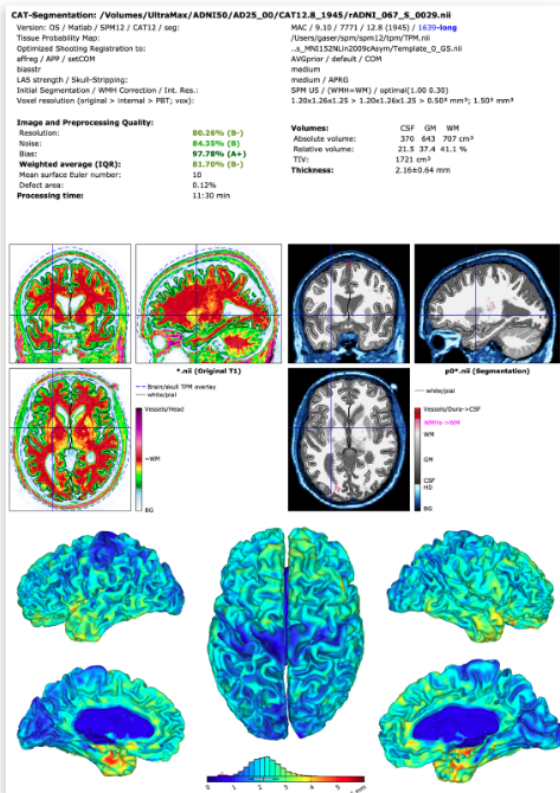 CAT-Segmentation: /Volumes/UltraMax/ADNI50/AD25_00/CAT12.8_1945/rADNI_067_S_0029.nii
Version: OS / Matlab / SPM12 / CAT12 / seg: MAC / 9.10 / 7771 / 12.8 (1945) / 1639-long
Tissue Probability Map: /Users/gaser/spm/spm12/tpm/TPM.nii
Optimized Shooting Registration to: ..s_MNI152NLin2009cAsym/Template_0_GS.nii
affreg / APP / setCOM AVGprior / default / COM
biasstr medium
LAS strength / Skull-Stripping: medium / APRG
Initial Segmentation / WMH Correction / Int. Res.: SPM US / (WMH=WM) / optimal(1.00 0.30)
Voxel resolution (original > internal > PBT; vox): 1.20x1.26x1.25 > 1.20x1.26x1.25 > 0.50³ mm³; 1.50³ mm³
Image and Preprocessing Quality:
Resolution: 80.26% (B-)
Noise: 84.35% (B)
Bias: 97.78% (A+)
Weighted average (IQR): 81.70% (B-)
Mean surface Euler number: 10
Defect area: 0.12%
Processing time: 11:30 min
Volumes: CSF GM WM
Absolute volume: 370 643 707 cm³
Relative volume: 21.5 37.4 41.1 %
TIV: 1721 cm³
Thickness: 2.16±0.64 mm
*.nii (Original T1)
Brain/skull TPM overlay
white/pial
Vessels/Head
~WM
BG
p0*.nii (Segmentation)
white/pial
Vessels/Dura->CSF
WMHs->WM
WM
GM
CSF
HD
BG
0 1 2 3 4 5 mm